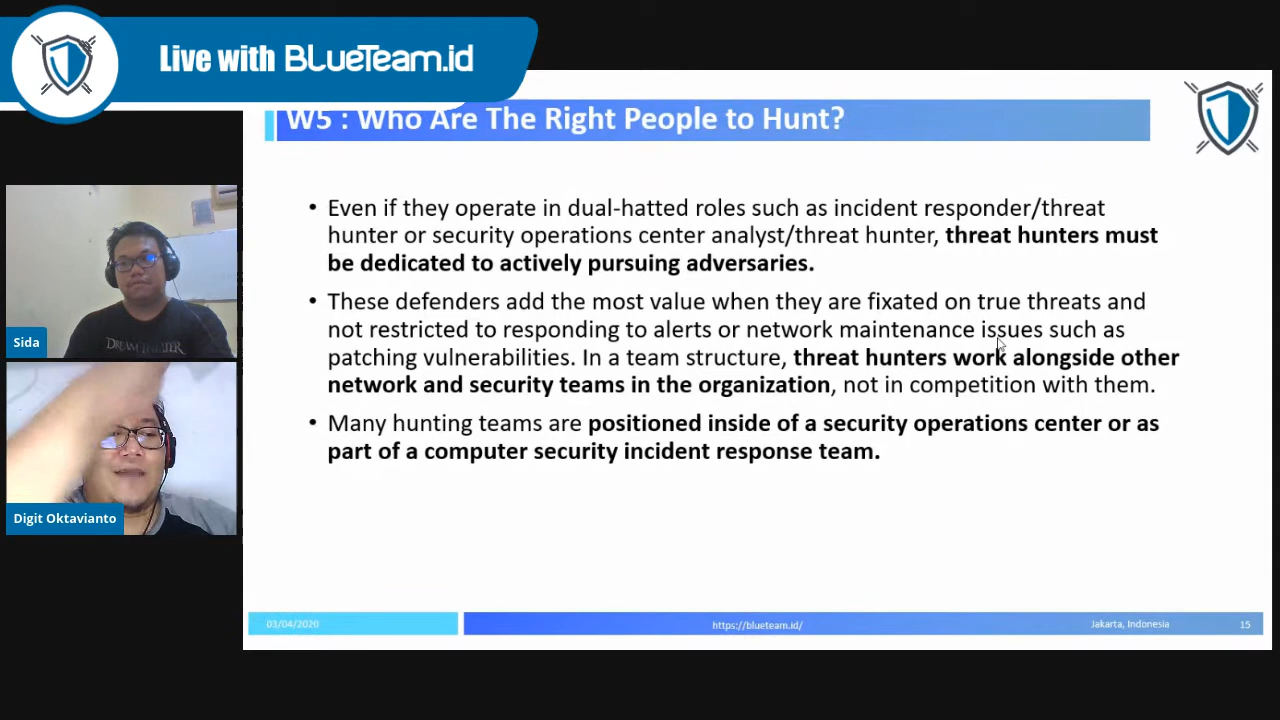 Live with BLueTeam.id
W5 : Who Are The Right People to Hunt?
• Even if they operate in dual-hatted roles such as incident responder/threat
hunter or security operations center analyst/threat hunter, threat hunters must
be dedicated to actively pursuing adversaries.
• These defenders add the most value when they are fixated on true threats and
not restricted to responding to alerts or network maintenance issues such as
patching vulnerabilities. In a team structure, threat hunters work alongside other
network and security teams in the organization, not in competition with them.
• Many hunting teams are positioned inside of a security operations center or as
part of a computer security incident response team.
Sida
DREAM THEATER
Digit Oktavianto
03/04/2020
https://blueteam.id/
Jakarta, Indonesia
15